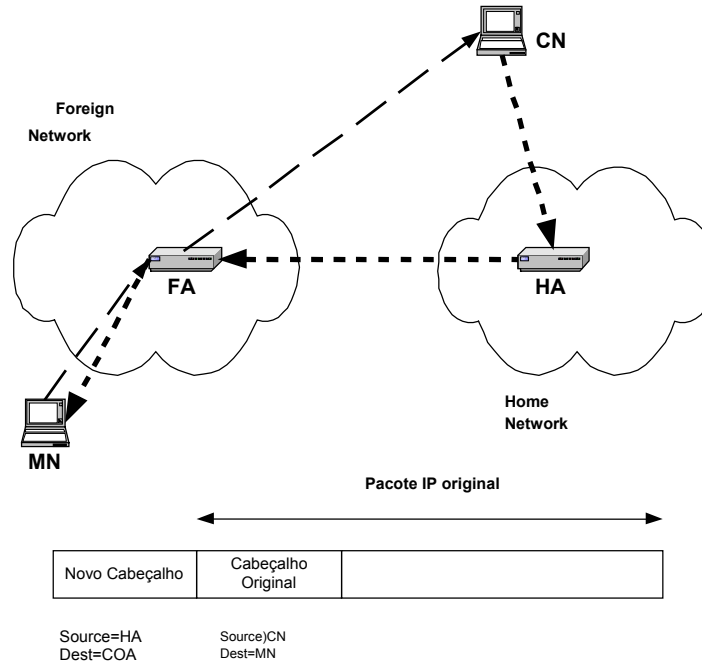 CN
Foreign
Network
FA
HA
Home
Network
MN
Pacote IP original
Novo Cabeçalho
Cabeçalho
Original
Source=HA
Dest=COA
Source)CN
Dest=MN